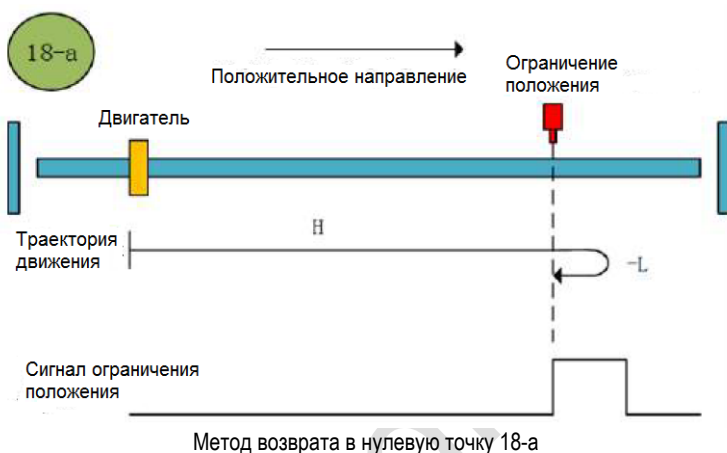 18-a
Положительное направление
Ограничение
положения
Двигатель
H
Траектория
движения
-L
Сигнал ограничения
положения
Метод возврата в нулевую точку 18-а